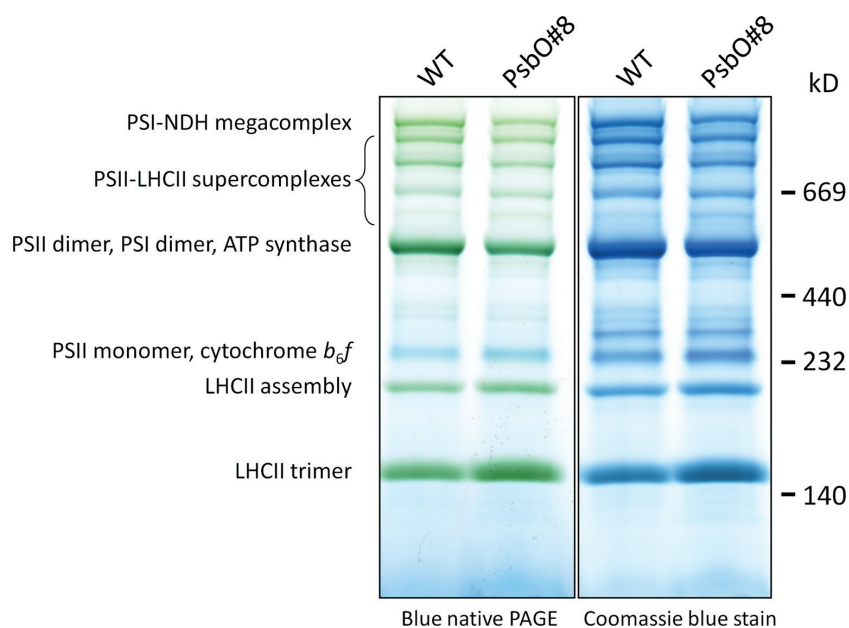 WT PsbO#8 WT PsbO#8
kD
PSI-NDH megacomplex
PSII-LHCII supercomplexes
669
PSII dimer, PSI dimer, ATP synthase
440
PSII monomer, cytochrome b₆f
232
LHCII assembly
LHCII trimer
140
Blue native PAGE Coomassie blue stain